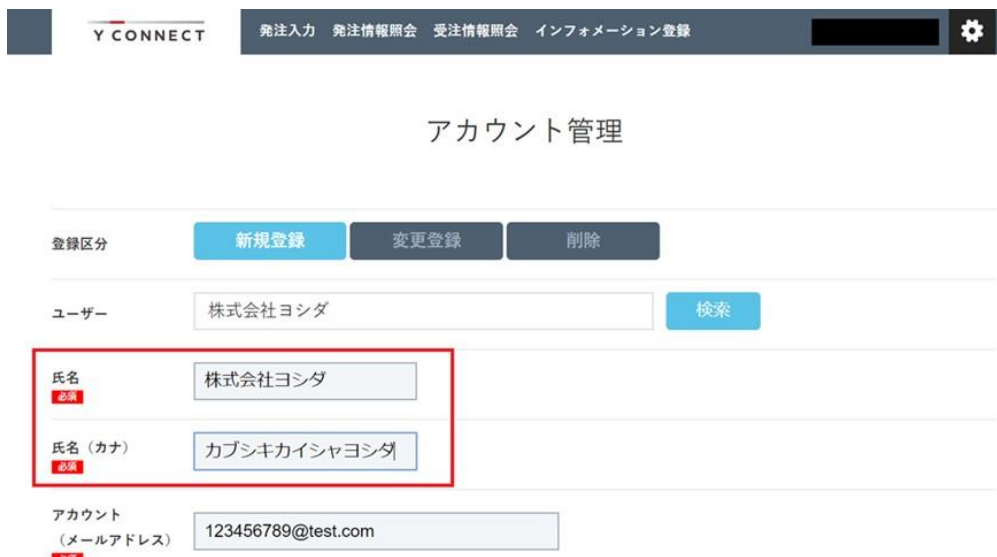 Y CONNECT 発注入力 発注情報照会 受注情報照会 インフォメーション登録
アカウント管理
登録区分 新規登録 変更登録 削除
ユーザー 株式会社ヨシダ 検索
氏名 株式会社ヨシダ
必須
氏名（カナ） カブシキカイシャヨシダ
必須
アカウント
（メールアドレス） 123456789@test.com
必須